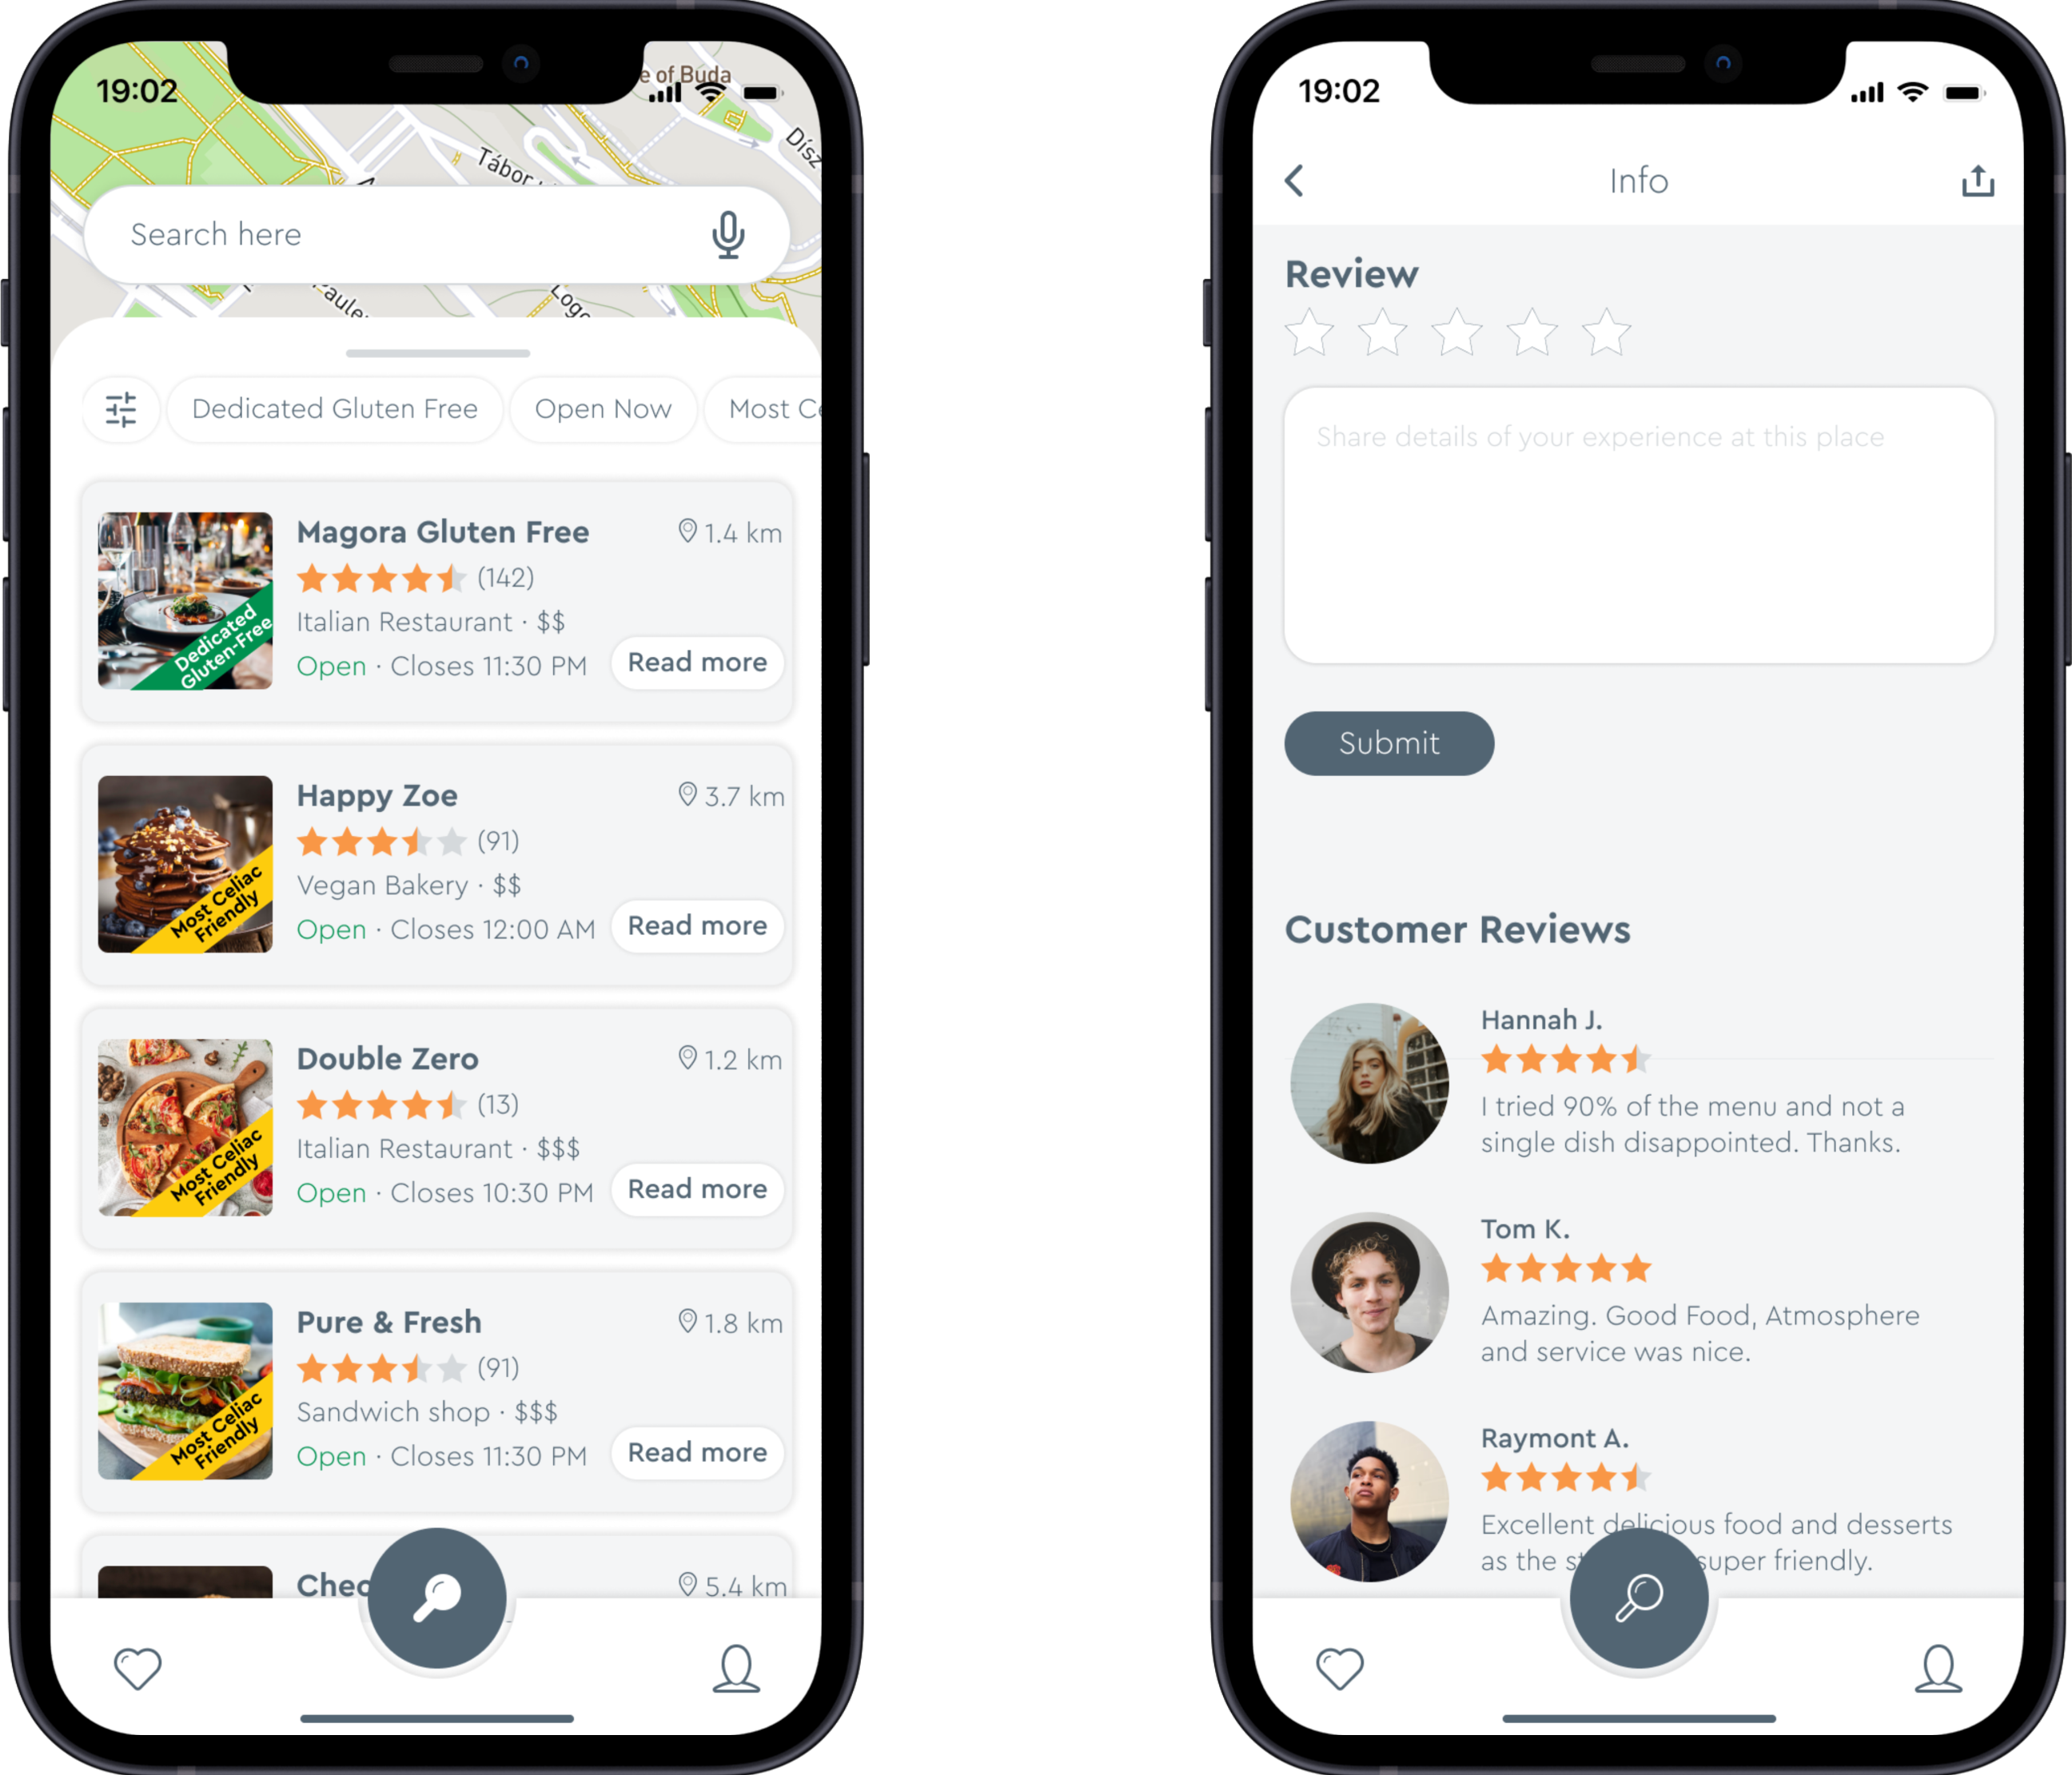 19:02
e of Buda
Dísz
Tábor
Search here
Logo
Dedicated Gluten Free
Open Now
Most Ce
Magora Gluten Free
1.4 km
(142)
Italian Restaurant · $$
Open · Closes 11:30 PM
Read more
Dedicated
Gluten-Free
Happy Zoe
3.7 km
(91)
Vegan Bakery · $$
Open · Closes 12:00 AM
Read more
Most Celiac
Friendly
Double Zero
1.2 km
(13)
Italian Restaurant · $$$
Open · Closes 10:30 PM
Read more
Most Celiac
Friendly
Pure & Fresh
1.8 km
(91)
Sandwich shop · $$$
Open · Closes 11:30 PM
Read more
Most Celiac
Friendly
5.4 km
19:02
Info
Review
Share details of your experience at this place
Submit
Customer Reviews
Hannah J.
I tried 90% of the menu and not a
single dish disappointed. Thanks.
Tom K.
Amazing. Good Food, Atmosphere
and service was nice.
Raymont A.
Excellent delicious food and desserts
as the super friendly.